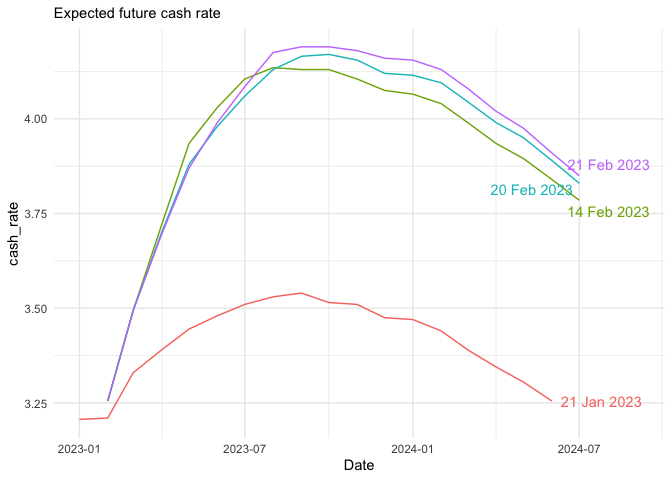 Expected future cash rate
cash_rate
4.00
3.75
3.50
3.25
21 Feb 2023
20 Feb 2023
14 Feb 2023
21 Jan 2023
2023-01
2023-07
2024-01
2024-07
Date